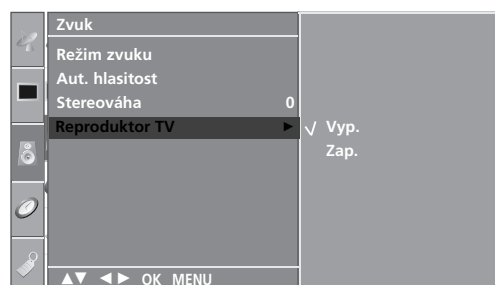 Zvuk
Režim zvuku
Aut. hlasitost
Stereováha 0
Reproduktor TV ►
√ Vyp.
Zap.
▲▼ ◄► OK MENU